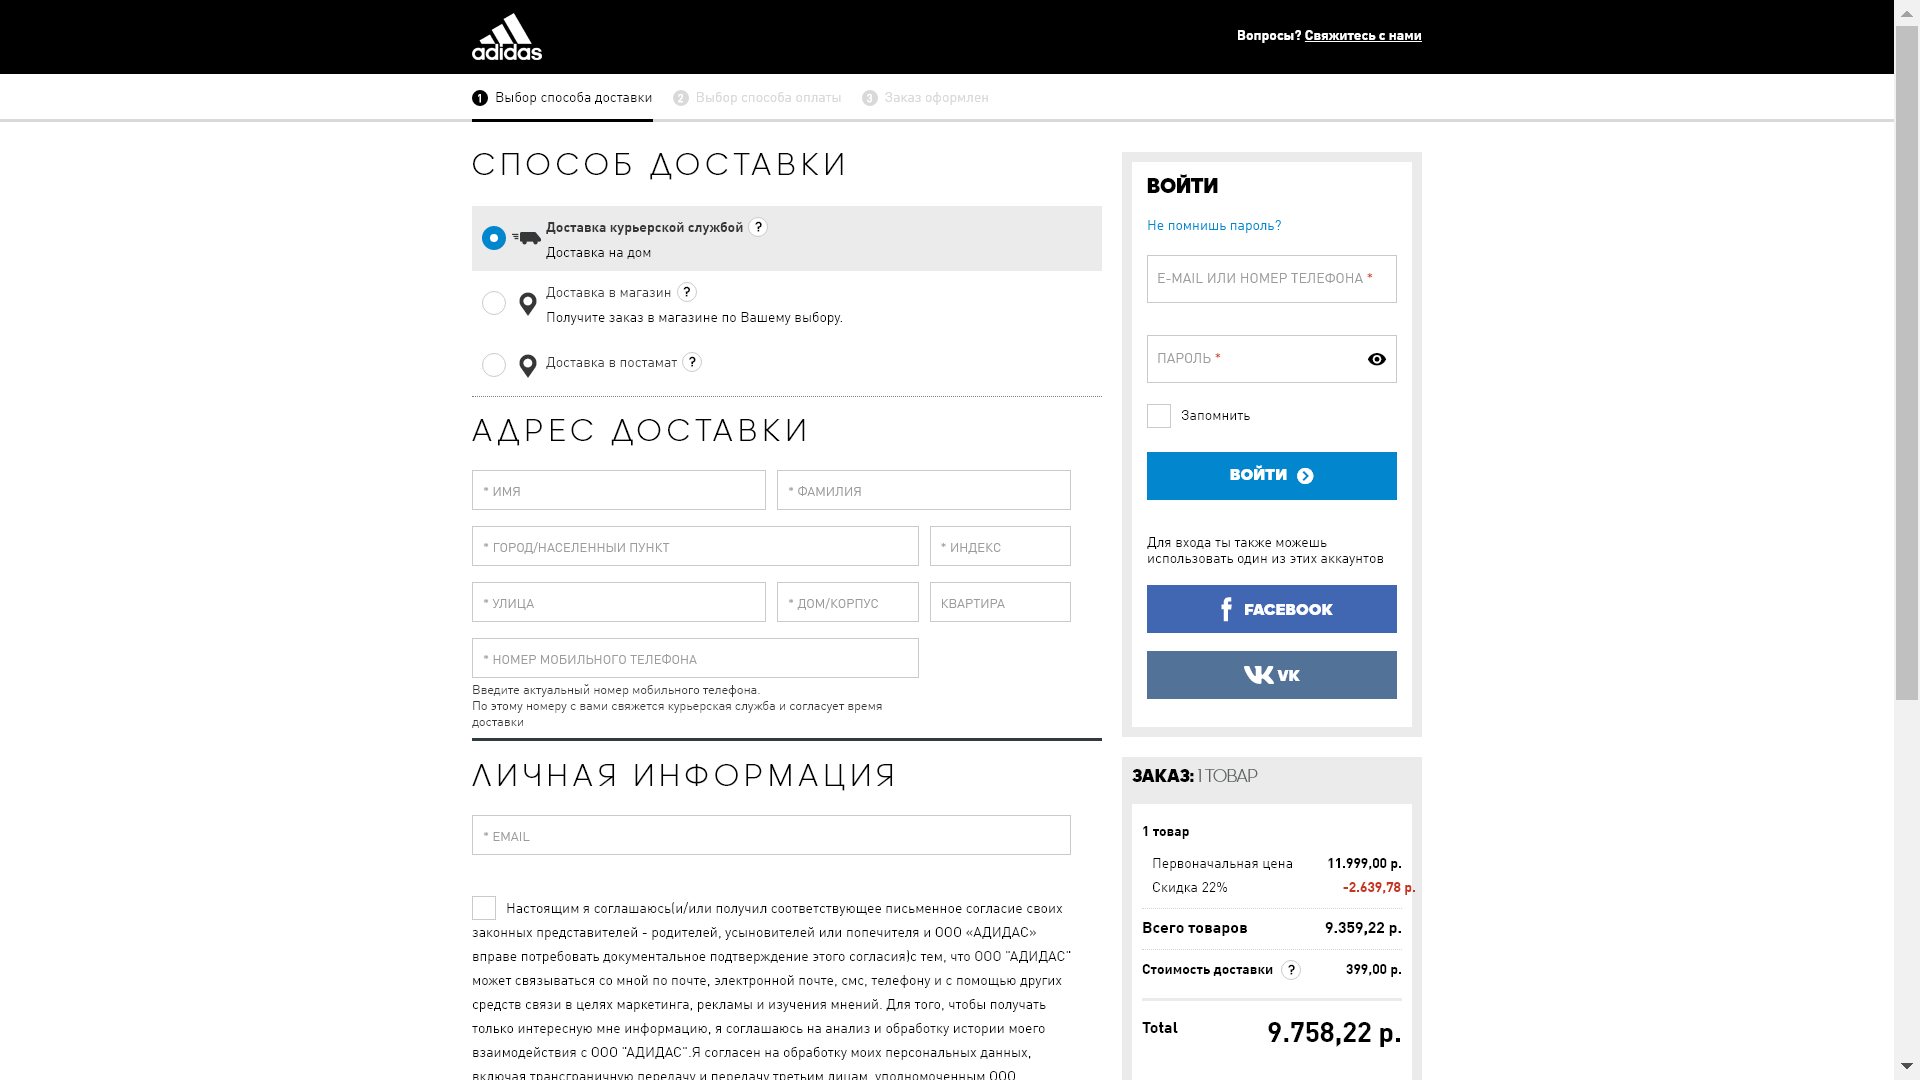 adidas
Вопросы? Свяжитесь с нами
1 Выбор способа доставки
2 Выбор способа оплаты
3 Заказ оформлен
СПОСОБ ДОСТАВКИ
Доставка курьерской службой ?
Доставка на дом
Доставка в магазин ?
Получите заказ в магазине по Вашему выбору.
Доставка в постамат ?
АДРЕС ДОСТАВКИ
* ИМЯ
* ФАМИЛИЯ
* ГОРОД/НАСЕЛЕННЫЙ ПУНКТ
* ИНДЕКС
* УЛИЦА
* ДОМ/КОРПУС
КВАРТИРА
* НОМЕР МОБИЛЬНОГО ТЕЛЕФОНА
Введите актуальный номер мобильного телефона.
По этому номеру с вами свяжется курьерская служба и согласует время
доставки
ЛИЧНАЯ ИНФОРМАЦИЯ
* EMAIL
Настоящим я соглашаюсь(и/или получил соответствующее письменное согласие своих
законных представителей - родителей, усыновителей или попечителя и ООО «АДИДАС»
вправе потребовать документальное подтверждение этого согласия)с тем, что ООО "АДИДАС"
может связываться со мной по почте, электронной почте, смс, телефону и с помощью других
средств связи в целях маркетинга, рекламы и изучения мнений. Для того, чтобы получать
только интересную мне информацию, я соглашаюсь на анализ и обработку истории моего
взаимодействия с ООО "АДИДАС".Я согласен на обработку моих персональных данных,
включая трансграничную передачу и передачу третьим лицам, уполномоченным ООО
ВОЙТИ
Не помнишь пароль?
E-MAIL ИЛИ НОМЕР ТЕЛЕФОНА *
ПАРОЛЬ *
Запомнить
ВОЙТИ
Для входа ты также можешь
использовать один из этих аккаунтов
f FACEBOOK
VK VK
ЗАКАЗ: 1 ТОВАР
1 товар
Первоначальная цена 11.999,00 р.
Скидка 22% -2.639,78 р.
Всего товаров 9.359,22 р.
Стоимость доставки ? 399,00 р.
Total 9.758,22 р.